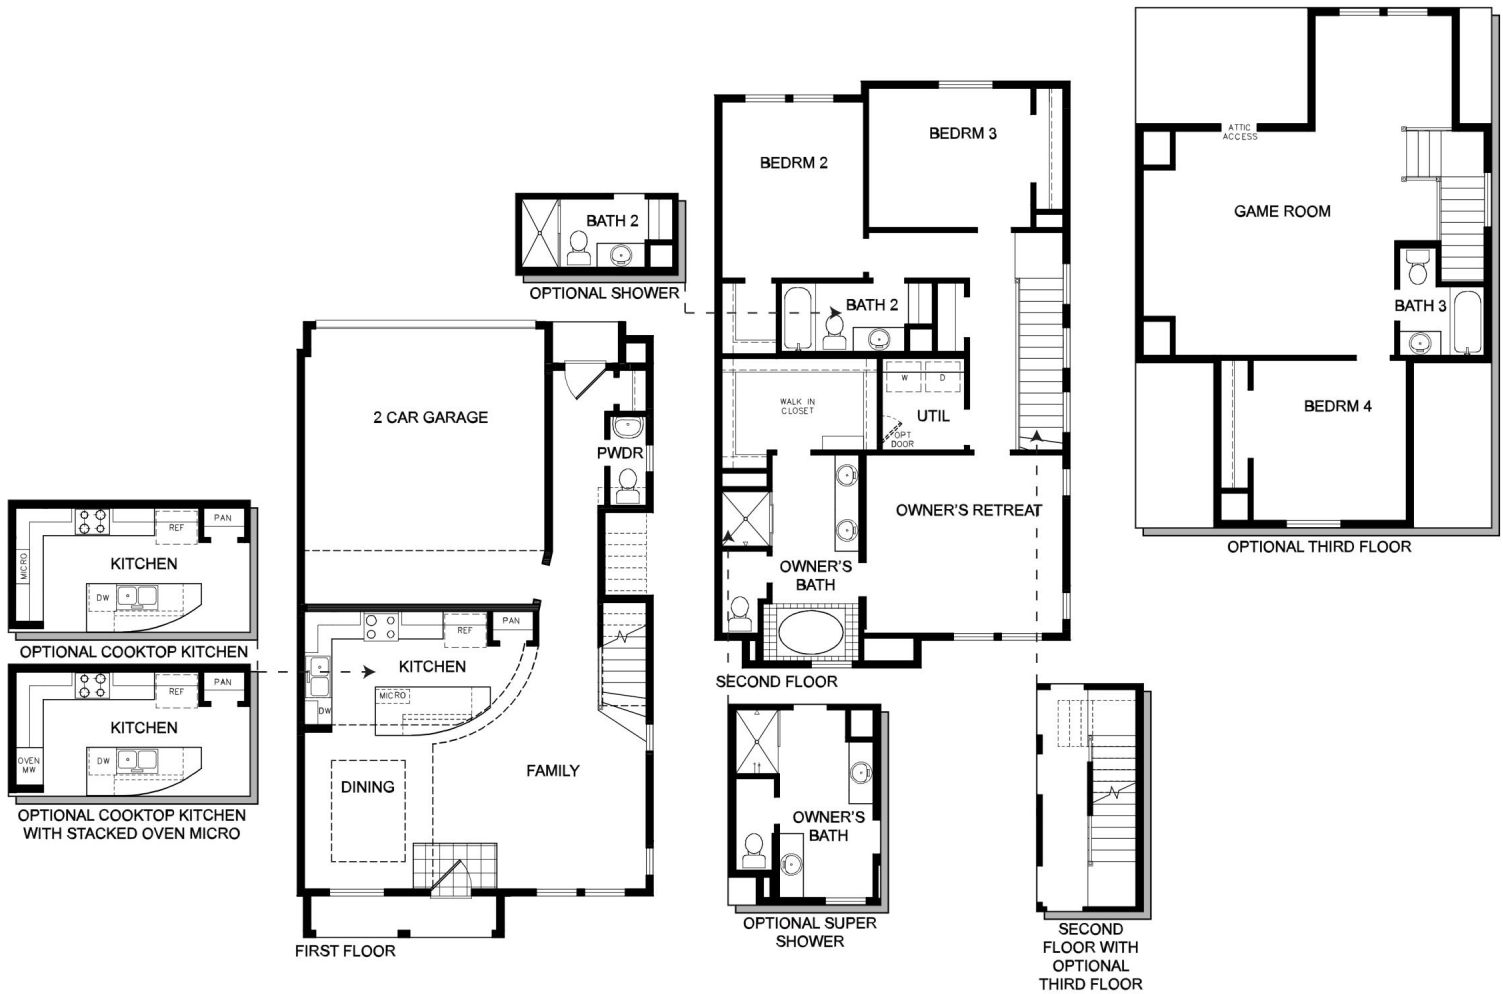 OPTIONAL COOKTOP KITCHEN
MICRO
REF
PAN
KITCHEN
DW
OPTIONAL COOKTOP KITCHEN
WITH STACKED OVEN MICRO
REF
PAN
KITCHEN
OVEN
MW
DW
FIRST FLOOR
2 CAR GARAGE
PWDR
REF
PAN
KITCHEN
MICRO
DW
DINING
FAMILY
OPTIONAL SHOWER
BATH 2
SECOND FLOOR
BEDRM 2
BEDRM 3
BATH 2
WALK IN
CLOSET
W
D
UTIL
OPT
DOOR
OWNER'S RETREAT
OWNER'S
BATH
OPTIONAL SUPER
SHOWER
OWNER'S
BATH
SECOND
FLOOR WITH
OPTIONAL
THIRD FLOOR
OPTIONAL THIRD FLOOR
ATTIC
ACCESS
GAME ROOM
BATH 3
BEDRM 4